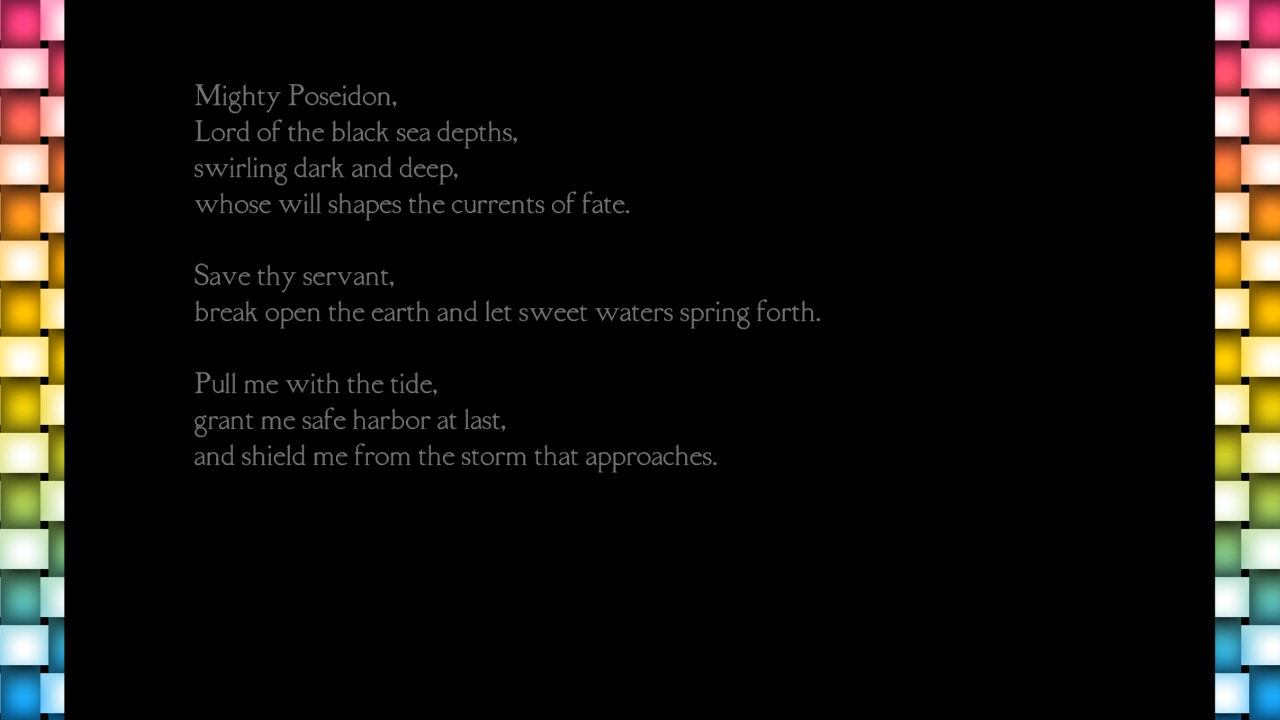 Mighty Poseidon,
Lord of the black sea depths,
swirling dark and deep,
whose will shapes the currents of fate.
Save thy servant,
break open the earth and let sweet waters spring forth.
Pull me with the tide,
grant me safe harbor at last,
and shield me from the storm that approaches.